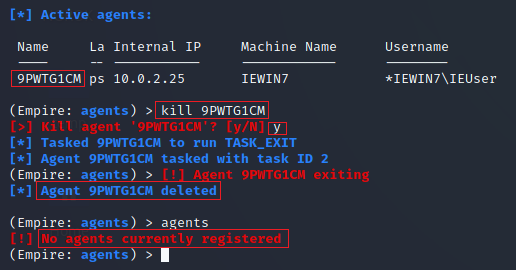 [*] Active agents:
Name La Internal IP Machine Name Username
---- -- ----------- ------------ --------
9PWTG1CM ps 10.0.2.25 IEWIN7 *IEWIN7\IEUser
(Empire: agents) > kill 9PWTG1CM
[>] Kill agent '9PWTG1CM'? [y/N] y
[*] Tasked 9PWTG1CM to run TASK_EXIT
[*] Agent 9PWTG1CM tasked with task ID 2
(Empire: agents) > [!] Agent 9PWTG1CM exiting
[*] Agent 9PWTG1CM deleted
(Empire: agents) > agents
[!] No agents currently registered
(Empire: agents) >